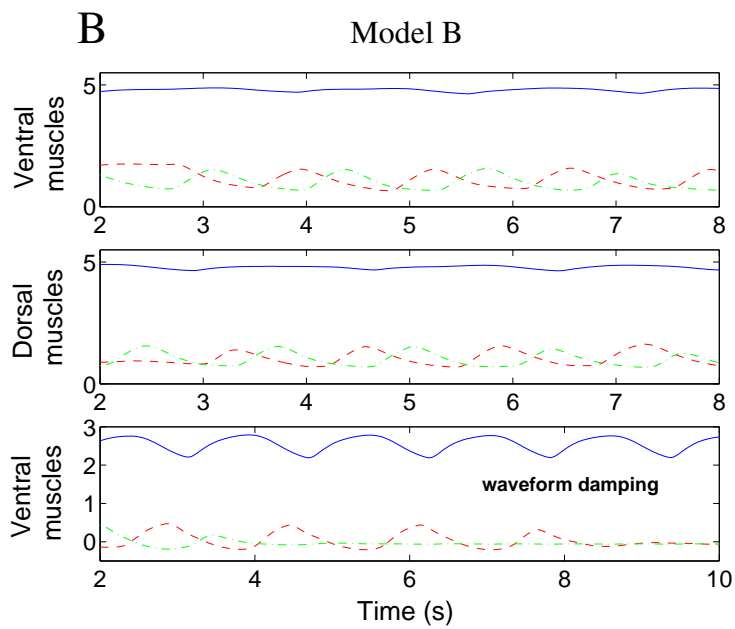 B
Model B
Ventral
muscles
5
0
2 3 4 5 6 7 8
Dorsal
muscles
5
0
2 3 4 5 6 7 8
Ventral
muscles
3
2
1
0
waveform damping
2 4 6 8 10
Time (s)